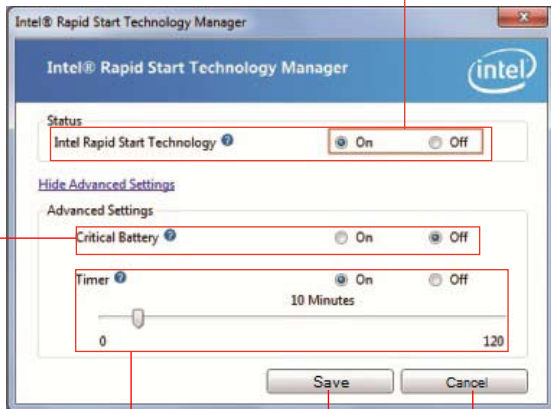 Intel® Rapid Start Technology Manager
Intel® Rapid Start Technology Manager
intel
Status
Intel Rapid Start Technology ? On Off
Hide Advanced Settings
Advanced Settings
Critical Battery ? On Off
Timer ? On Off
10 Minutes
0 120
Save Cancel